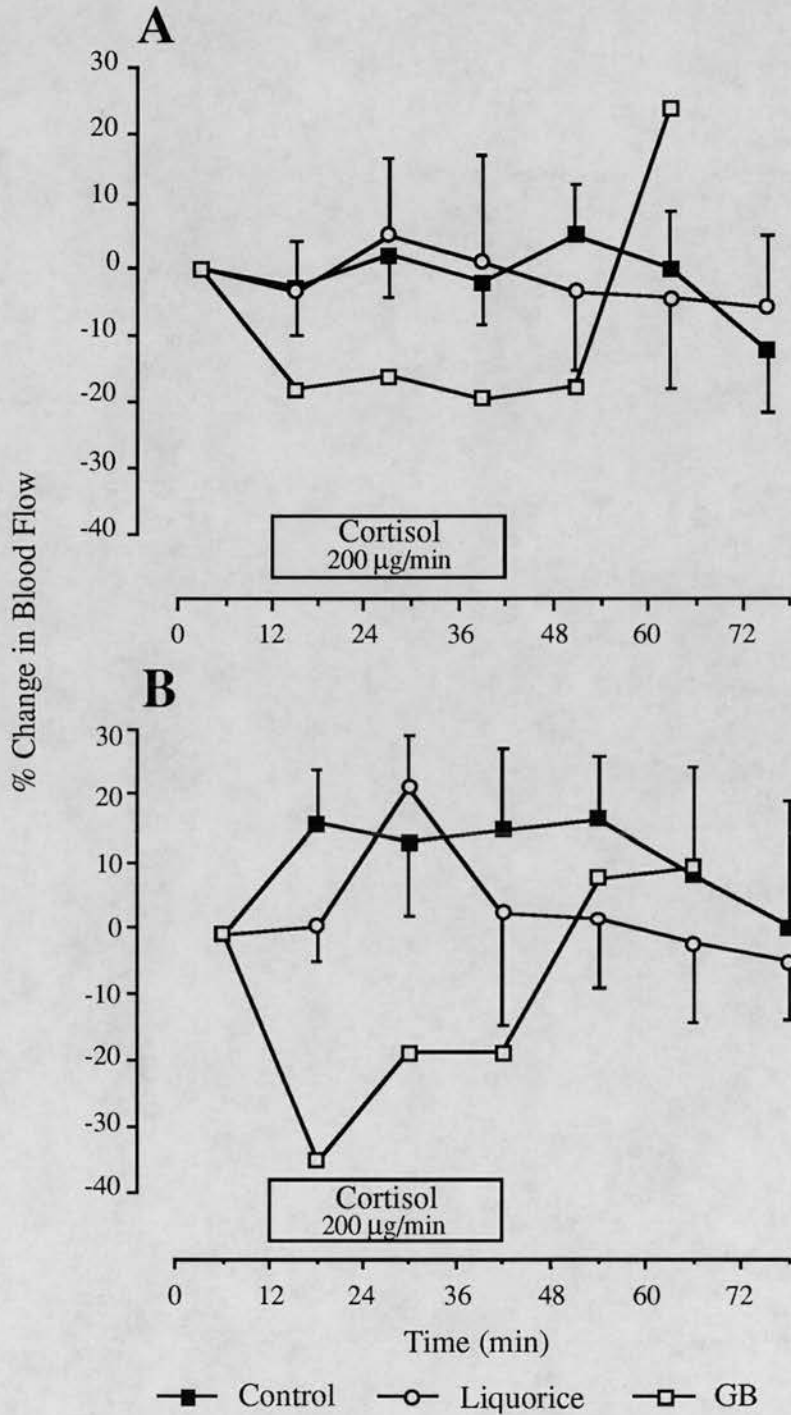 A
30
20
10
0
-10
-20
-30
-40
Cortisol
200 µg/min
0 12 24 36 48 60 72
% Change in Blood Flow
B
30
20
10
0
-10
-20
-30
-40
Cortisol
200 µg/min
0 12 24 36 48 60 72
Time (min)
Control Liquorice GB